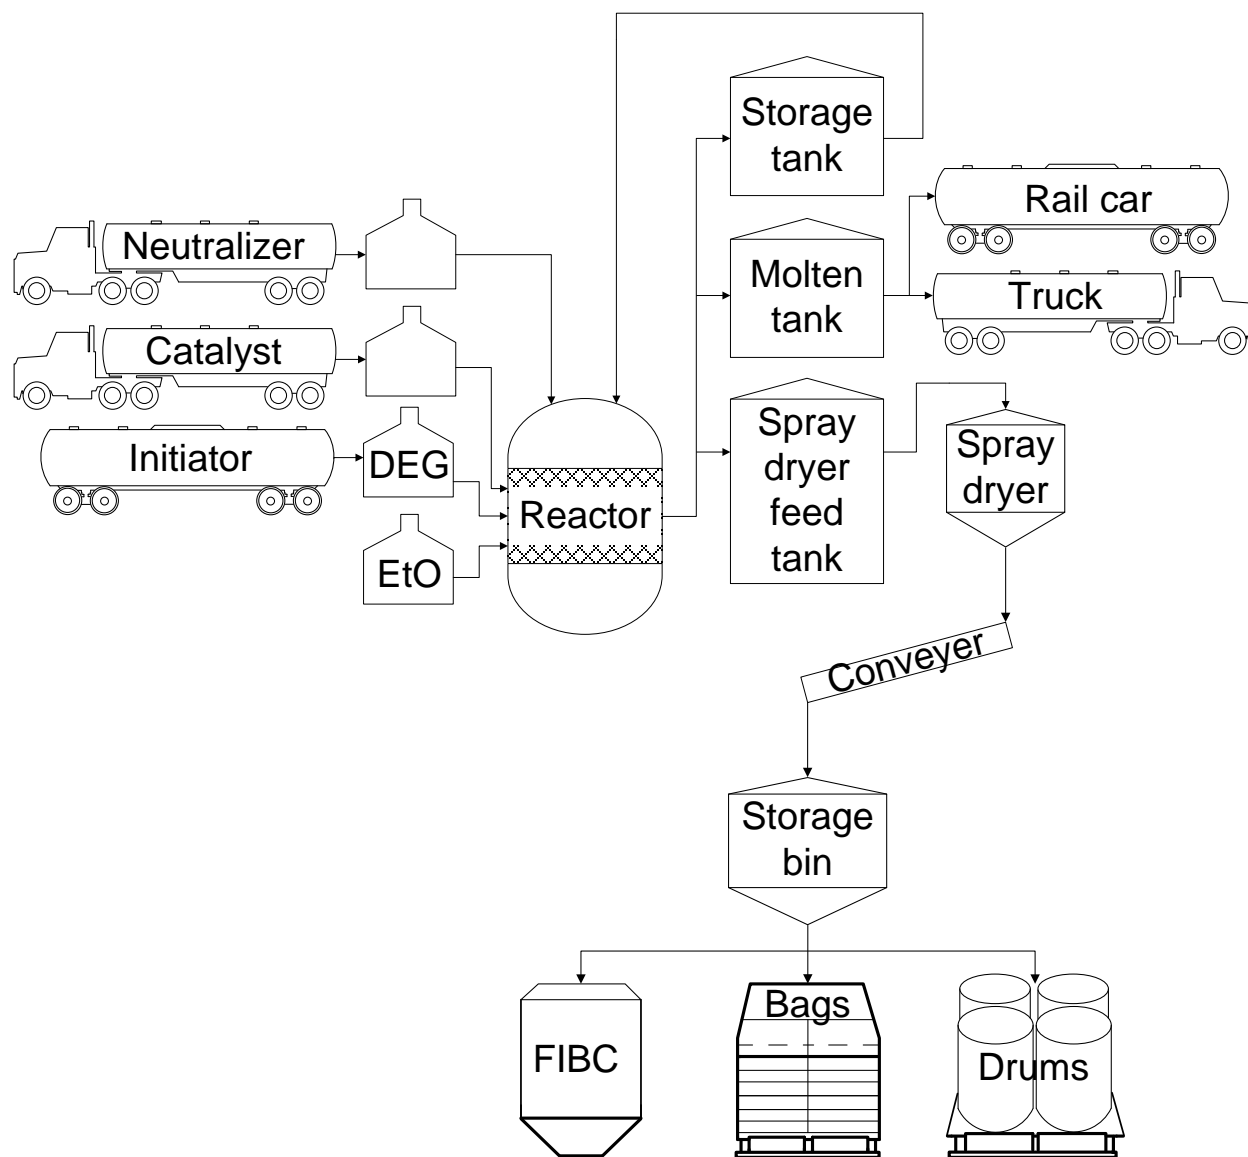 Storage
tank
Rail car
Neutralizer
Molten
tank
Truck
Catalyst
Initiator
DEG
Spray
dryer
feed
tank
Spray
dryer
Reactor
EtO
Conveyer
Storage
bin
FIBC
Bags
Drums